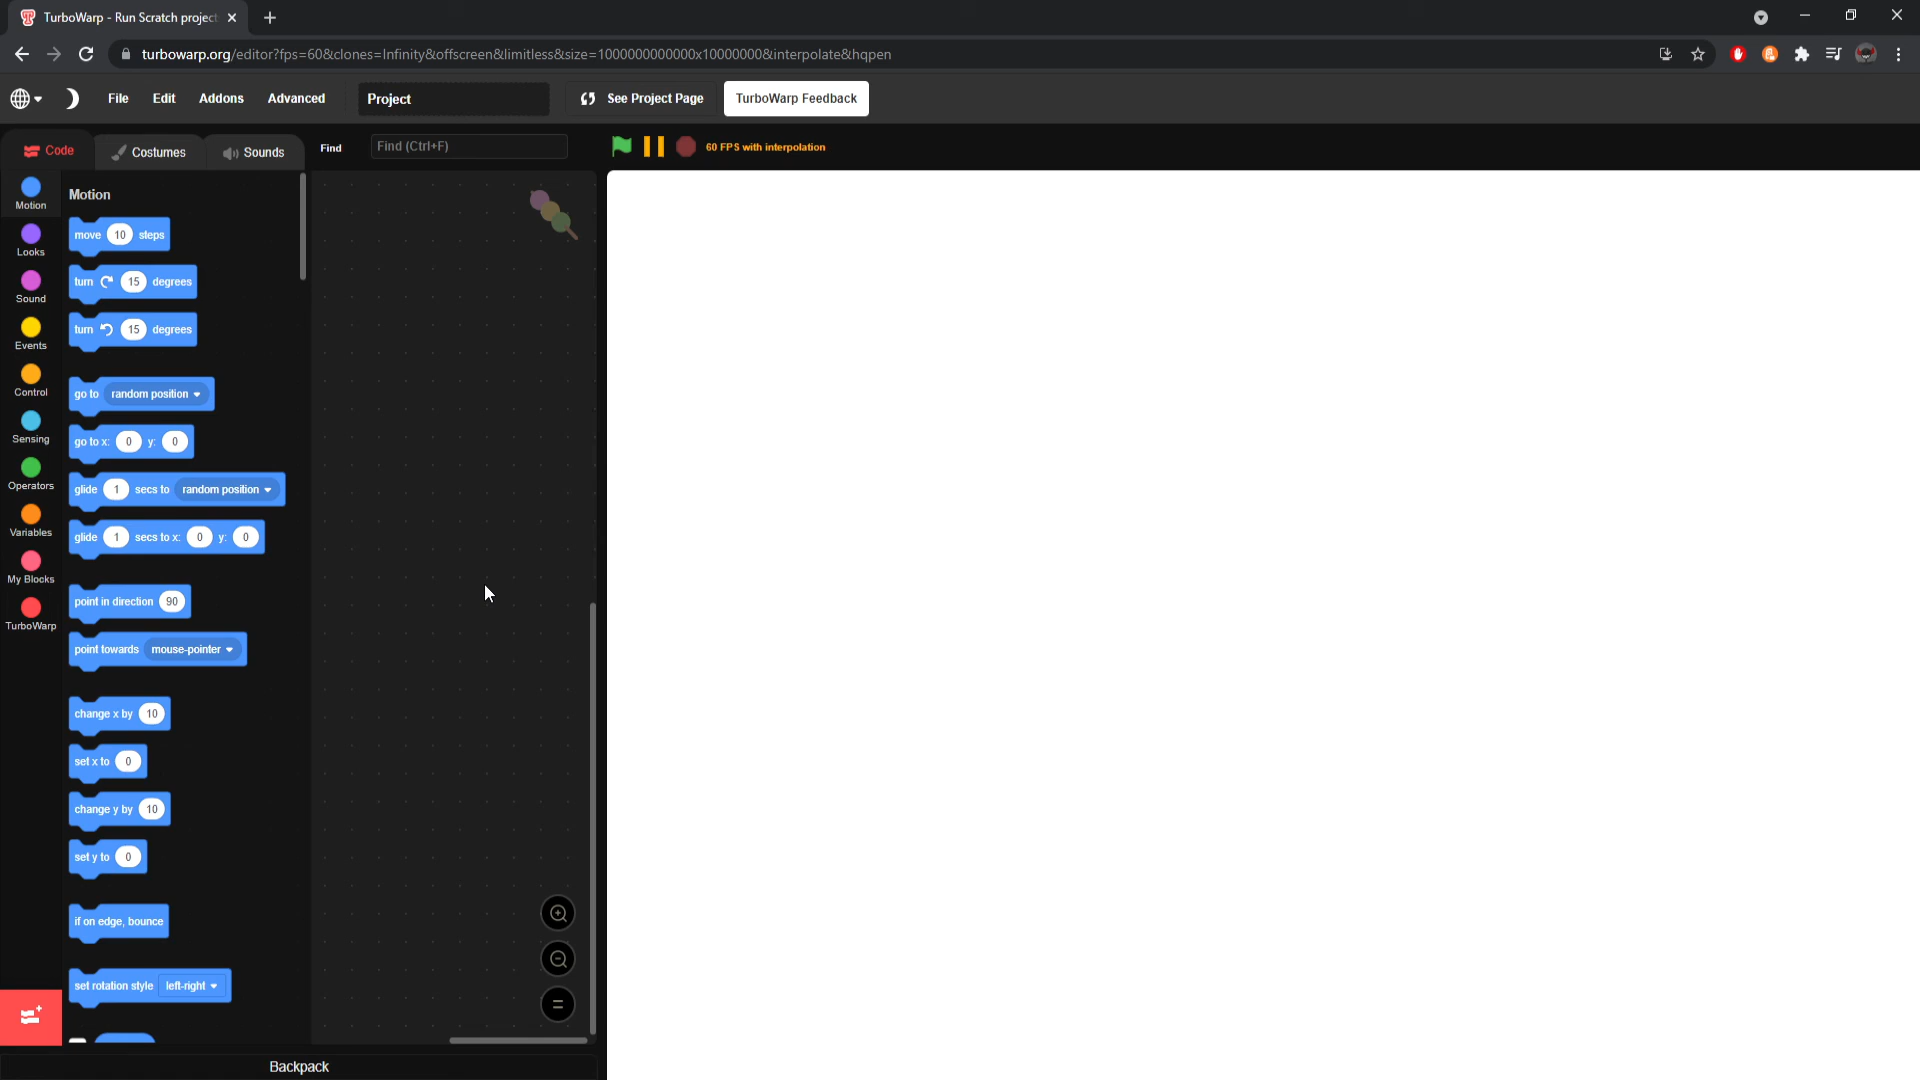 TurboWarp - Run Scratch project
turbowarp.org/editor?fps=60&clones=Infinity&offscreen&limitless&size=1000000000000x10000000&interpolate&hqpen
File Edit Addons Advanced Project See Project Page TurboWarp Feedback
Code Costumes Sounds Find Find (Ctrl+F) 60 FPS with interpolation
Motion
Looks
Sound
Events
Control
Sensing
Operators
Variables
My Blocks
TurboWarp
Motion
move 10 steps
turn 15 degrees
turn 15 degrees
go to random position
go to x: 0 y: 0
glide 1 secs to random position
glide 1 secs to x: 0 y: 0
point in direction 90
point towards mouse-pointer
change x by 10
set x to 0
change y by 10
set y to 0
if on edge, bounce
set rotation style left-right
Backpack